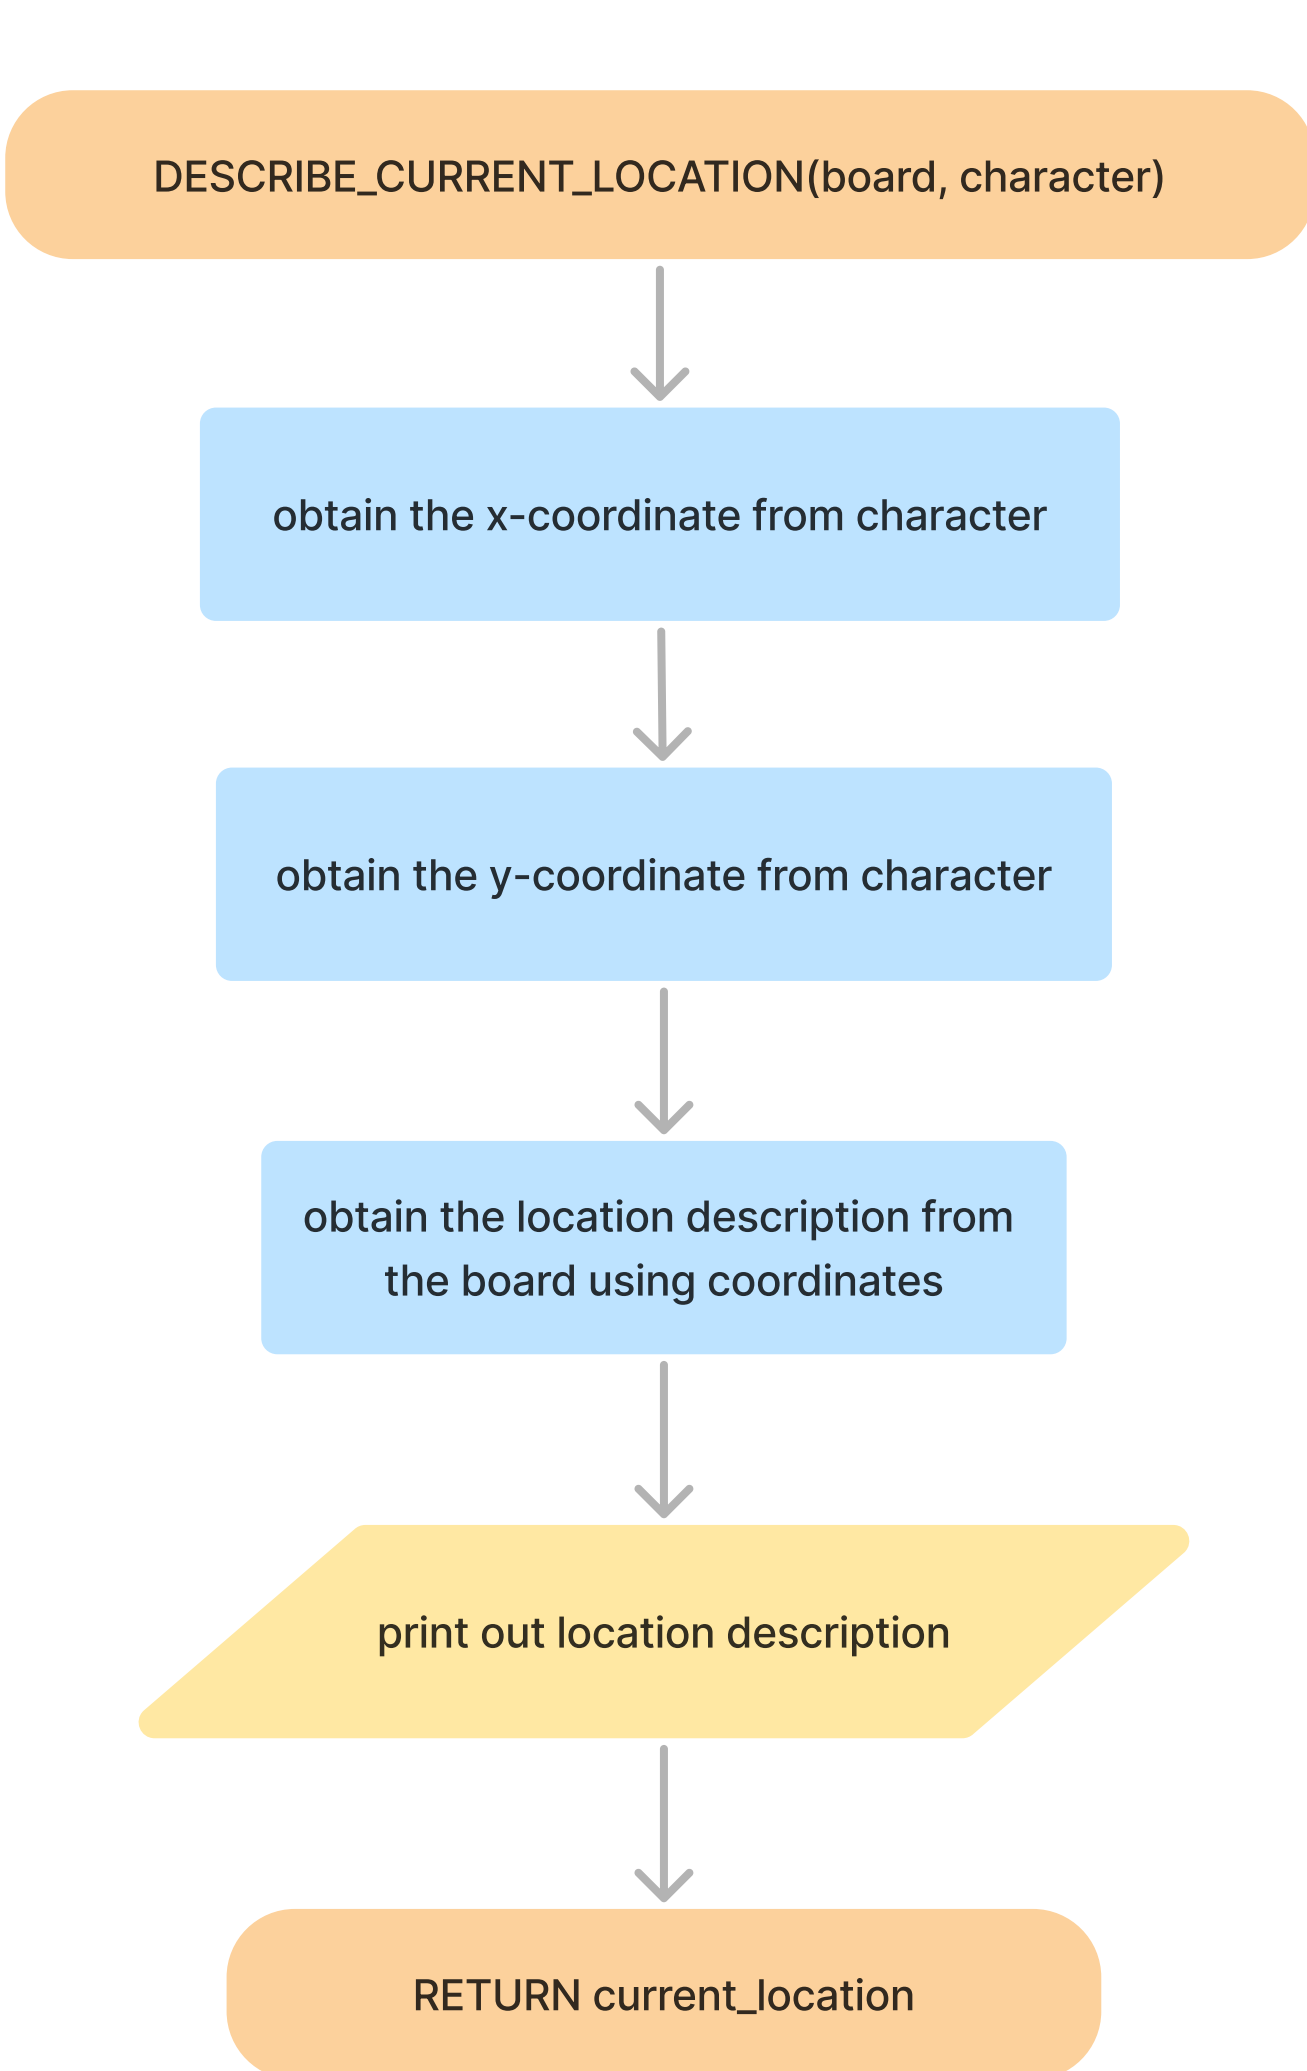 DESCRIBE_CURRENT_LOCATION(board, character)
obtain the x-coordinate from character
obtain the y-coordinate from character
obtain the location description from
the board using coordinates
print out location description
RETURN current_location